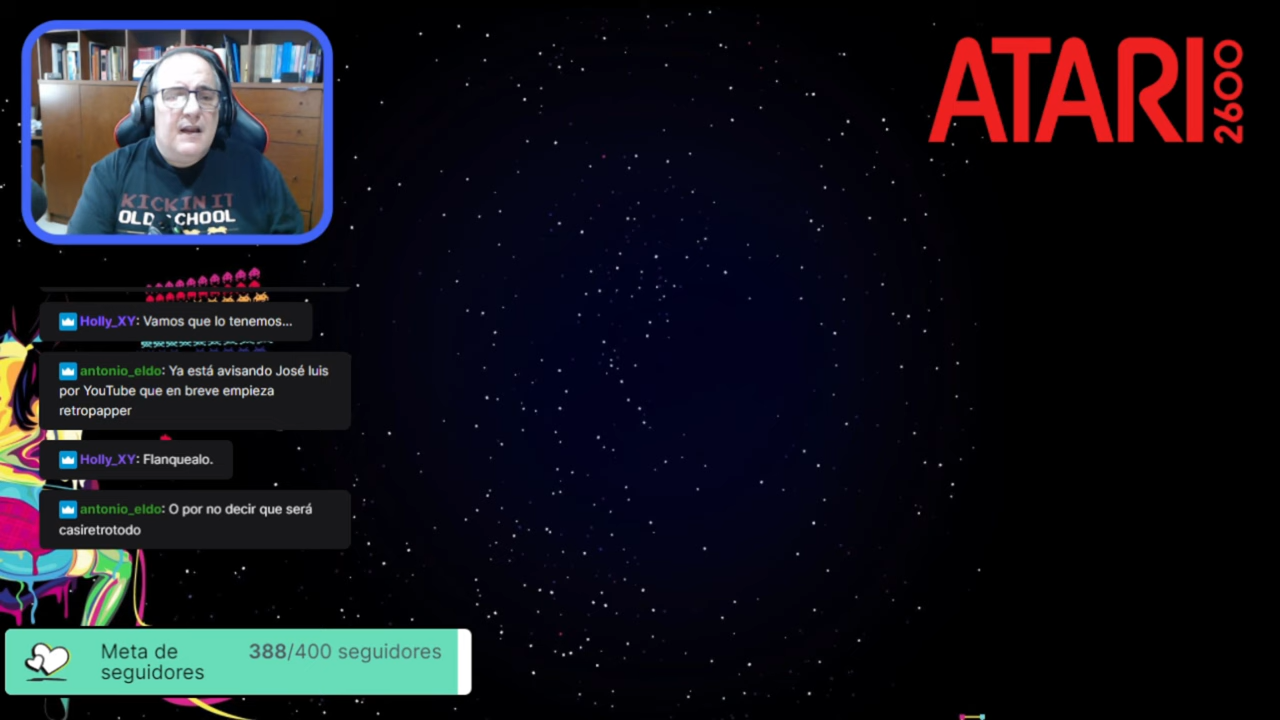 ATARI 2600
KICKIN IT
OLD SCHOOL
Holly_XY: Vamos que lo tenemos...
antonio_eldo: Ya está avisando José luis
por YouTube que en breve empieza
retropapper
Holly_XY: Flanquealo.
antonio_eldo: O por no decir que será
casiretrotodo
Meta de
seguidores
388/400 seguidores